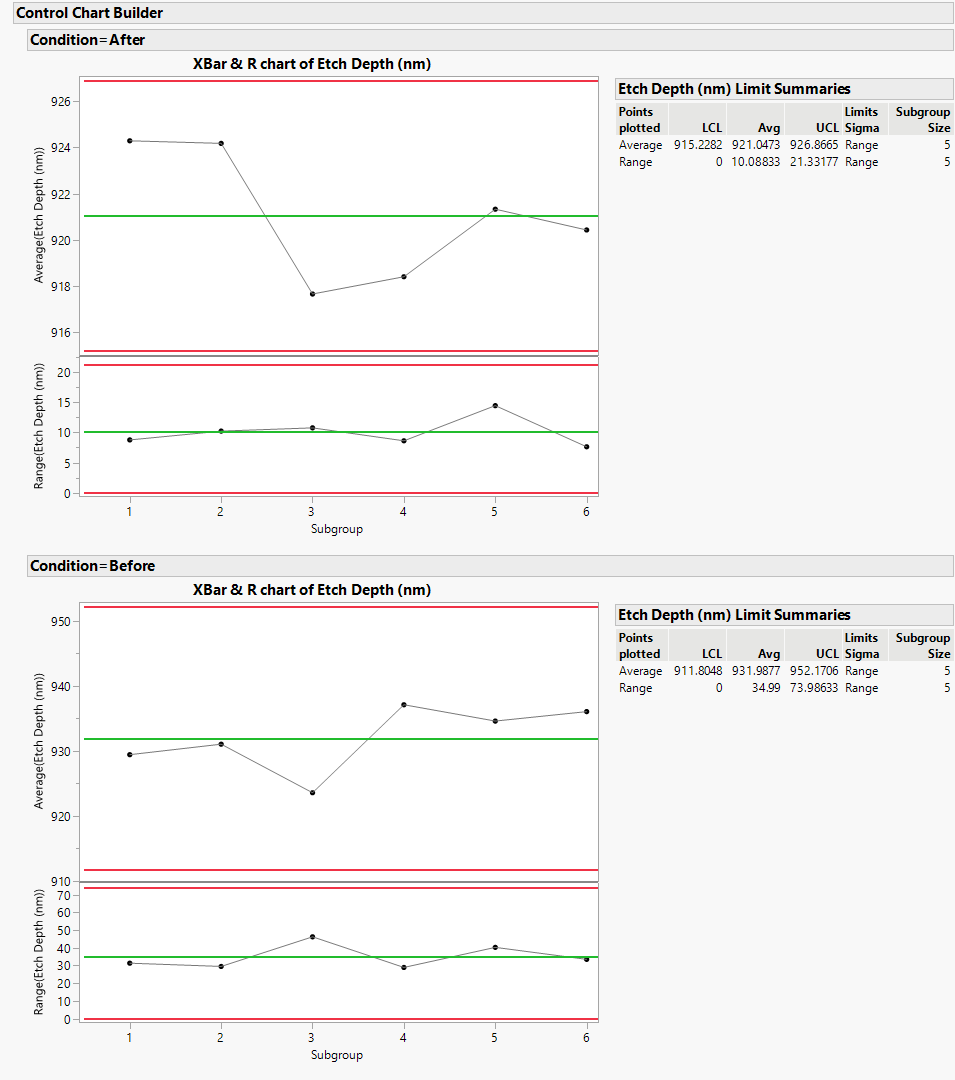 Control Chart Builder
Condition=After
XBar & R chart of Etch Depth (nm)
Average(Etch Depth (nm))
926
924
922
920
918
916
Range(Etch Depth (nm))
20
15
10
5
0
1 2 3 4 5 6
Subgroup
Etch Depth (nm) Limit Summaries
Points plotted LCL Avg UCL Limits Sigma Subgroup Size
Average 915.2282 921.0473 926.8665 Range 5
Range 0 10.08833 21.33177 Range 5
Condition=Before
XBar & R chart of Etch Depth (nm)
Average(Etch Depth (nm))
950
940
930
920
910
Range(Etch Depth (nm))
70
60
50
40
30
20
10
0
1 2 3 4 5 6
Subgroup
Etch Depth (nm) Limit Summaries
Points plotted LCL Avg UCL Limits Sigma Subgroup Size
Average 911.8048 931.9877 952.1706 Range 5
Range 0 34.99 73.98633 Range 5